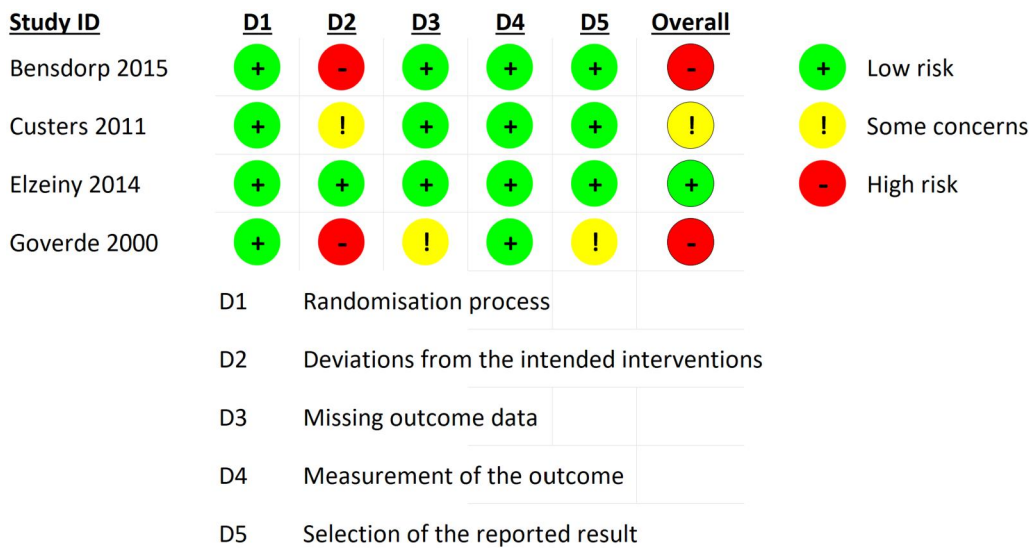 Study ID D1 D2 D3 D4 D5 Overall
Bensdorp 2015 + - + + + - + Low risk
Custers 2011 + ! + + + ! ! Some concerns
Elzeiny 2014 + + + + + + - High risk
Goverde 2000 + - ! + ! -
D1 Randomisation process
D2 Deviations from the intended interventions
D3 Missing outcome data
D4 Measurement of the outcome
D5 Selection of the reported result